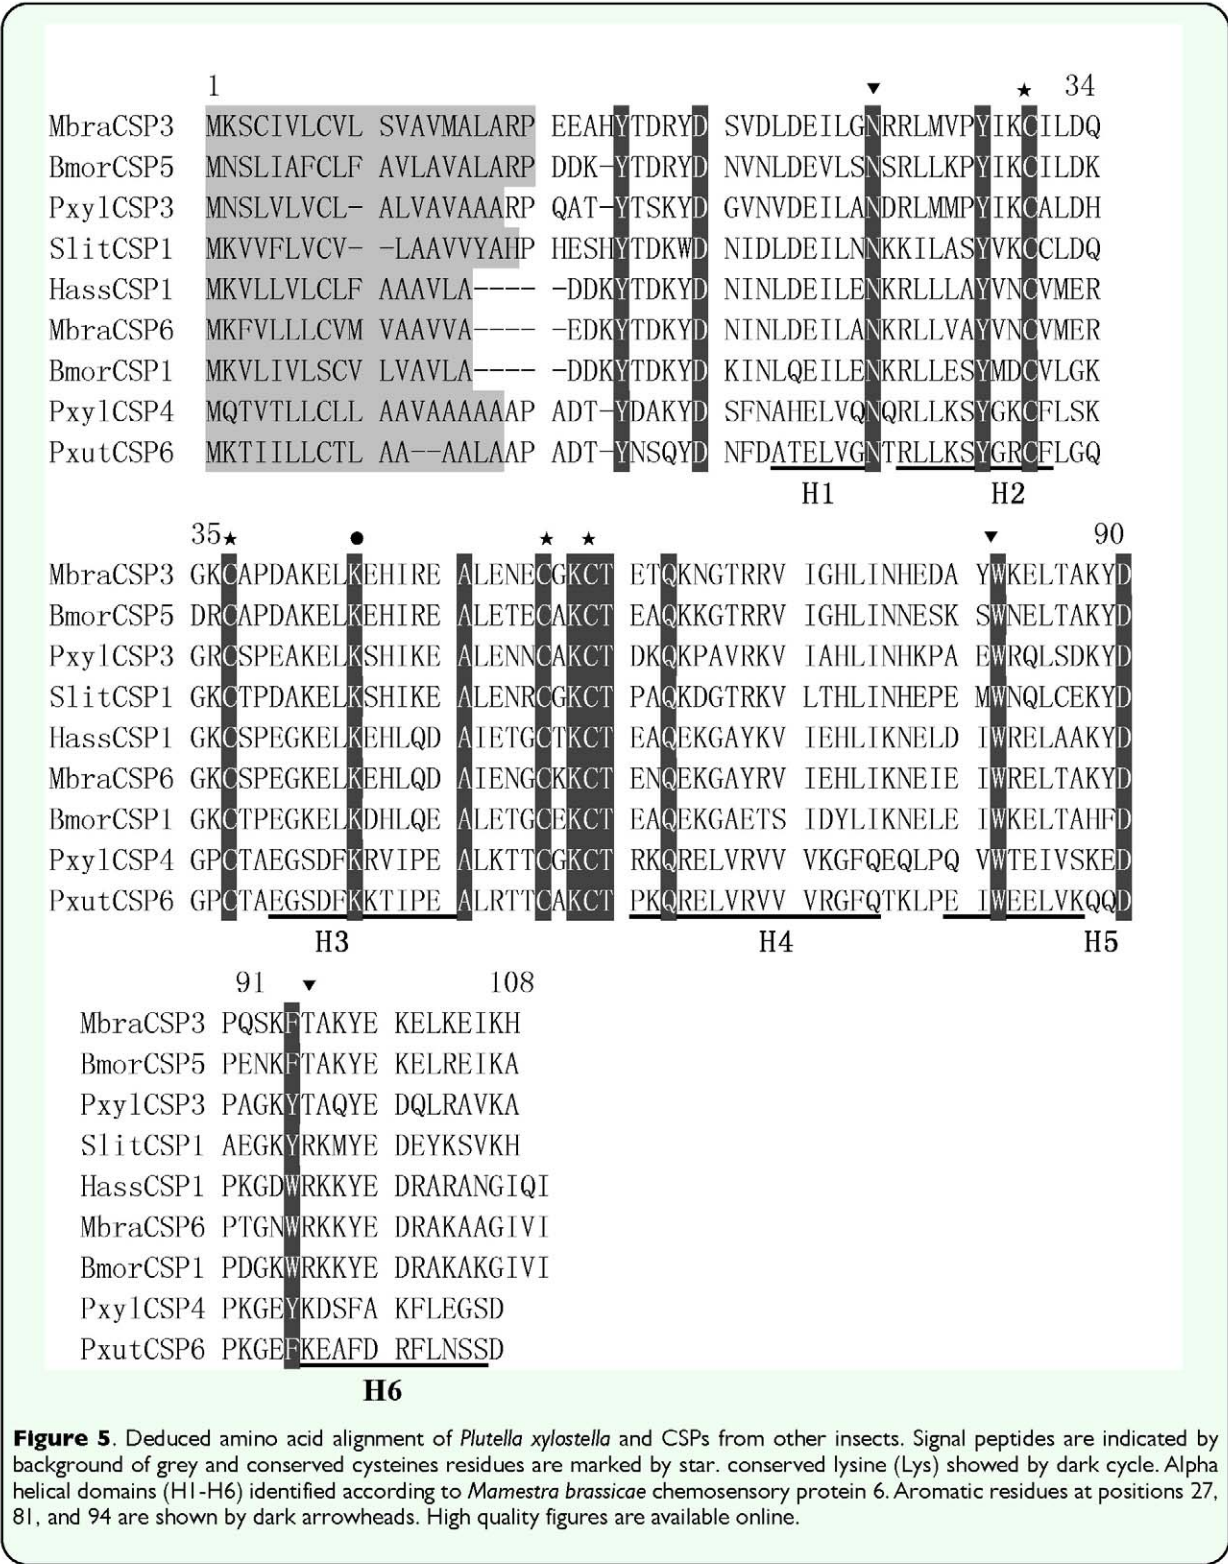 1 ▼ ★ 34
MbraCSP3 MKSCIVLCVL SVAVMALARP EEAHYTDRYD SVDLDEILGNRRLMVPYIKCILDQ
BmorCSP5 MNSLIAFCLF AVLAVALARP DDK-YTDRYD NVNLDEVLSNSRLLKPYIKCILDK
PxylCSP3 MNSLVLVCL- ALVAVAAARP QAT-YTSKYD GVNVDEILANDRLMMPYIKCALDH
SlitCSP1 MKVVFLVCV- -LAAVVYAHP HESHYTDKWD NIDLDEILNNKKILASYVKCCLDQ
HassCSP1 MKVLLVLCLF AAAVLA---- -DDKYTDKYD NINLDEILENKRLLLAYVNCVMER
MbraCSP6 MKFVLLLCVM VAAVVA---- -EDKYTDKYD NINLDEILANKRLLVAYVNCVMER
BmorCSP1 MKVLIVLSCV LVAVLA---- -DDKYTDKYD KINLQEILENKRLLESYMDCVLGK
PxylCSP4 MQTVTLLCLL AAVAAAAAAP ADT-YDAKYD SFNAHELVQNQRLLKSYGKCFLSK
PxutCSP6 MKTIILLCTL AA--AALAAP ADT-YNSQYD NFDATELVGNTRLLKSYGRCFLGQ
H1 H2
35★ ● ★ ★ ▼ 90
MbraCSP3 GKCAPDAKELKEHIRE ALENECGKCT ETQKNGTRRV IGHLINHEDA YWKELTAKYD
BmorCSP5 DRCAPDAKELKEHIRE ALETECAKCT EAQKKGTRRV IGHLINNESK SWNELTAKYD
PxylCSP3 GRCSPEAKELKSHIKE ALENNCAKCT DKQKPAVRKV IAHLINHKPA EWRQLSDKYD
SlitCSP1 GKCTPDAKELKSHIKE ALENRCGKCT PAQKDGTRKV LTHLINHEPE MWNQLCEKYD
HassCSP1 GKCSPEGKELKEHLQD AIETGCTKCT EAQEKGAYKV IEHLIKNELD IWRELAAKYD
MbraCSP6 GKCSPEGKELKEHLQD AIENGCKKCT ENQEKGAYRV IEHLIKNEIE IWRELTAKYD
BmorCSP1 GKCTPEGKELKDHLQE ALETGCEKCT EAQEKGAETS IDYLIKNELE IWKELTAHFD
PxylCSP4 GPCTAEGSDFKRVIPE ALKTTCGKCT RKQRELVRVV VKGFQEQLPQ VWTEIVSKED
PxutCSP6 GPCTAEGSDFKKTIPE ALRTTCAKCT PKQRELVRVV VRGFQTKLPE IWEELVKQQD
H3 H4 H5
91 ▼ 108
MbraCSP3 PQSKFTAKYE KELKEIKH
BmorCSP5 PENKFTAKYE KELREIKA
PxylCSP3 PAGKYTAQYE DQLRAVKA
SlitCSP1 AEGKYRKMYE DEYKSVKH
HassCSP1 PKGDWRKKYE DRARANGIQI
MbraCSP6 PTGNWRKKYE DRAKAAGIVI
BmorCSP1 PDGKWRKKYE DRAKAKGIVI
PxylCSP4 PKGEYKDSFA KFLEGSD
PxutCSP6 PKGEFKEAFD RFLNSSD
H6
Figure 5. Deduced amino acid alignment of Plutella xylostella and CSPs from other insects. Signal peptides are indicated by
background of grey and conserved cysteines residues are marked by star. conserved lysine (Lys) showed by dark cycle. Alpha
helical domains (H1-H6) identified according to Mamestra brassicae chemosensory protein 6. Aromatic residues at positions 27,
81, and 94 are shown by dark arrowheads. High quality figures are available online.